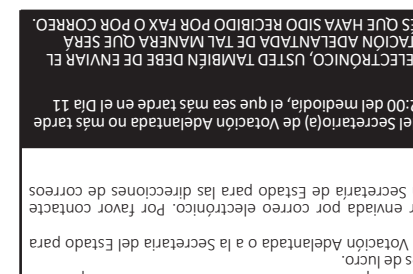 s de lucro.
Votación Adelantada o a la Secretaría del Estado para
r enviada por correo electrónico. Por favor contacte
Secretaría de Estado para las direcciones de correos
el Secretario(a) de Votación Adelantada no más tarde
2:00 del mediodía, el que sea más tarde en el Día 11
ELECTRÓNICO, USTED TAMBIÉN DEBE DE ENVIAR EL
TACIÓN ADELANTADA DE TAL MANERA QUE SERÁ
ES QUE HAYA SIDO RECIBIDO POR FAX O POR CORREO.